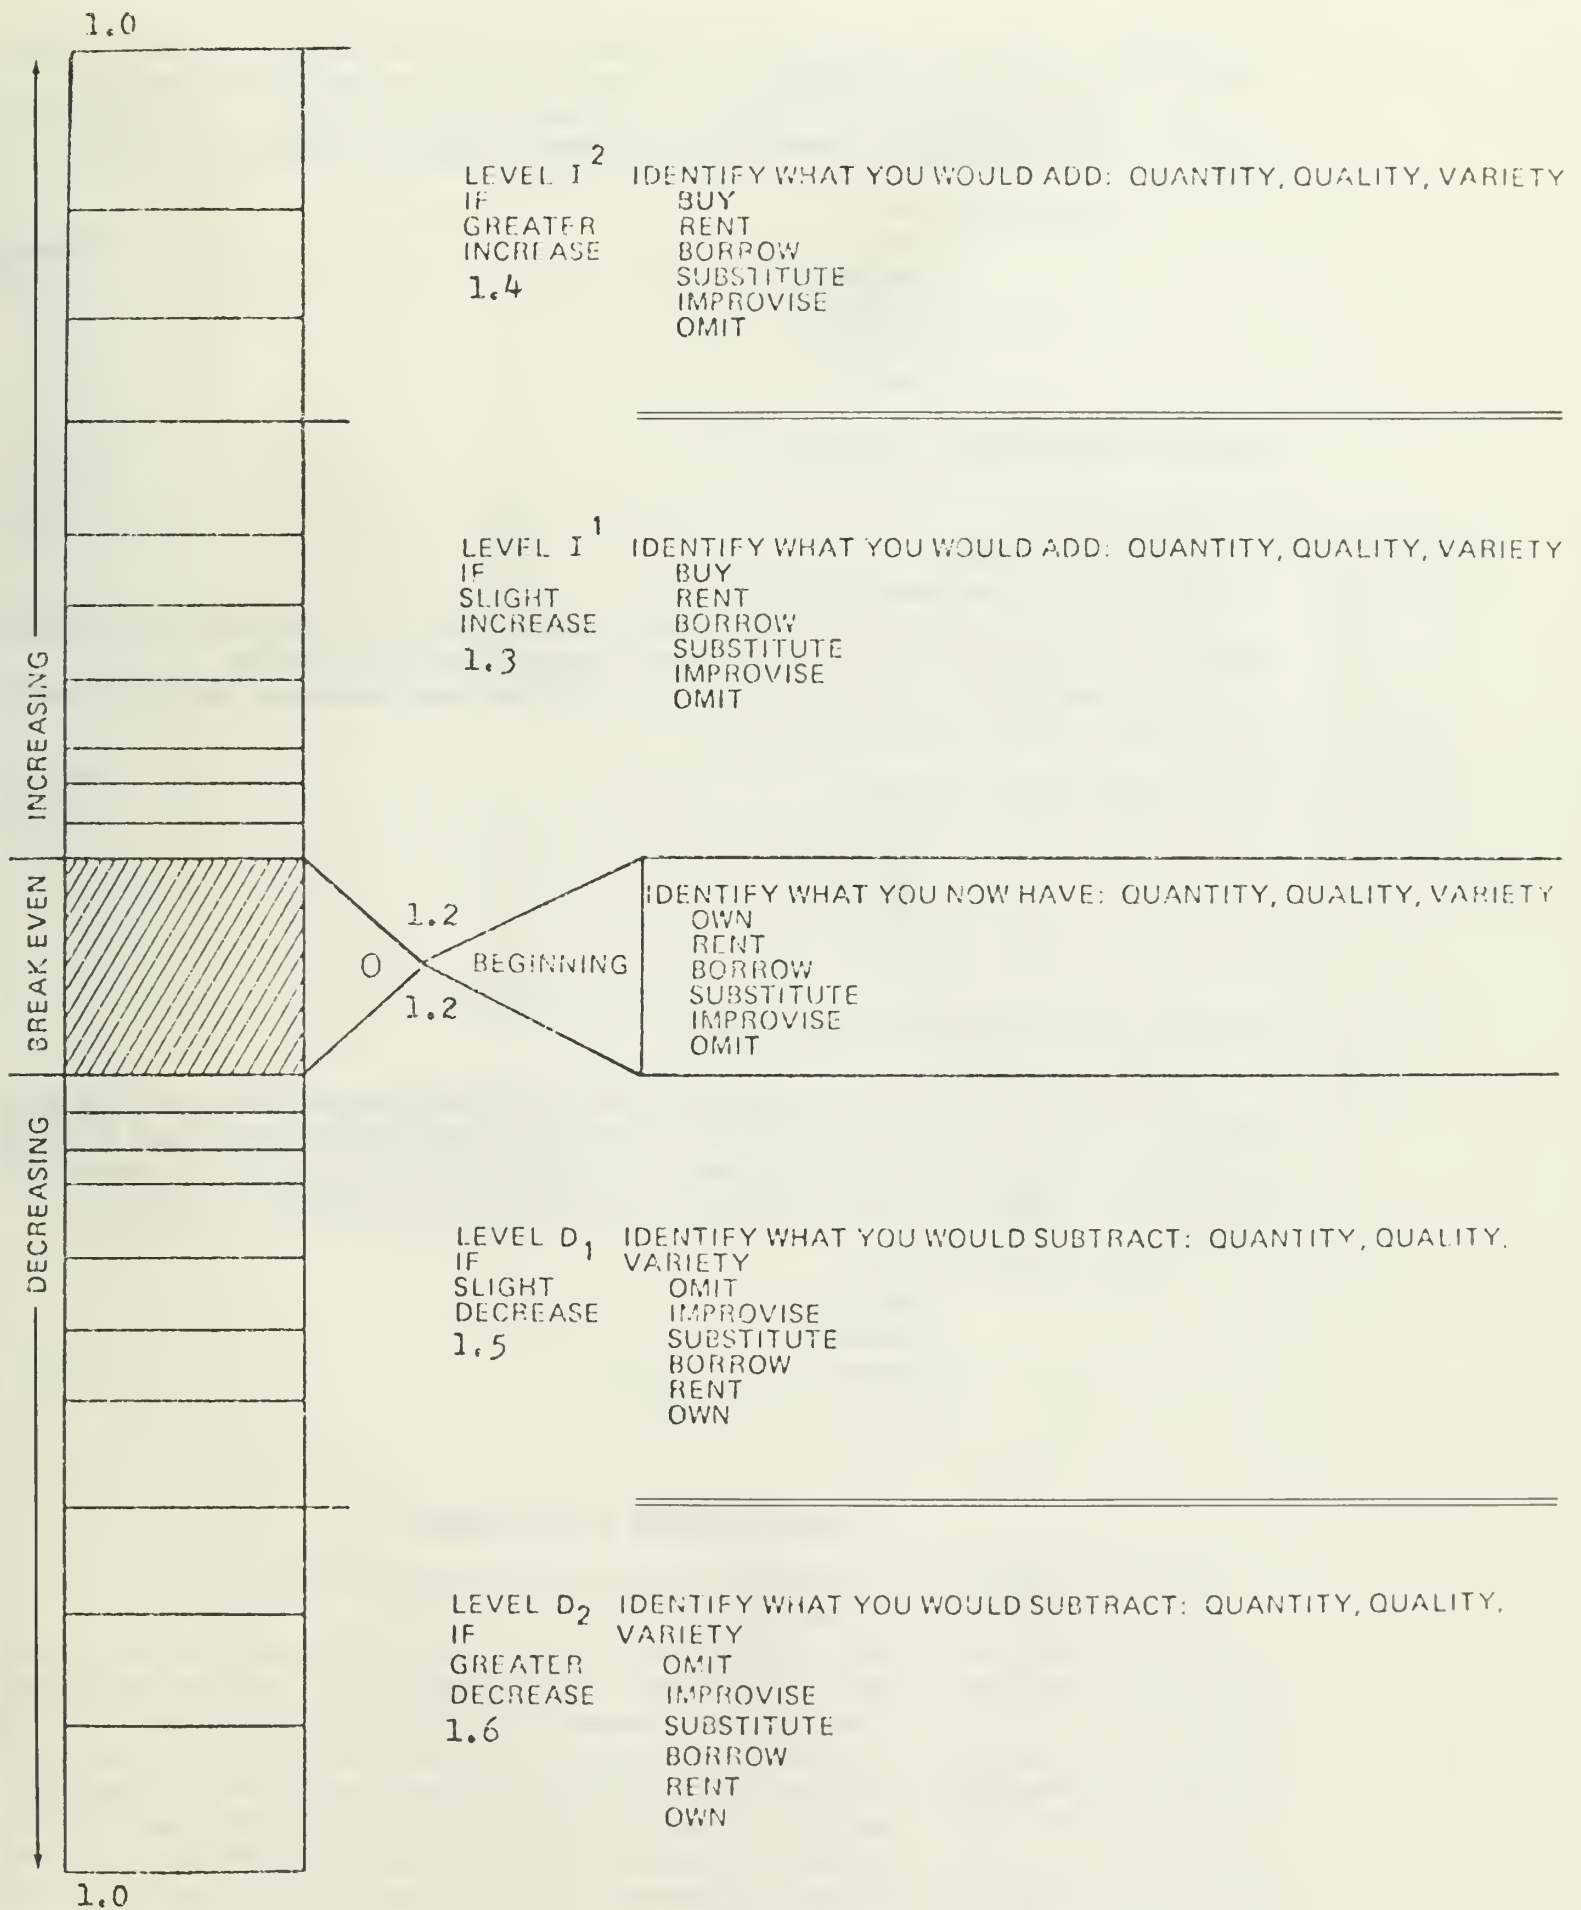 1.0
LEVEL I² IDENTIFY WHAT YOU WOULD ADD: QUANTITY, QUALITY, VARIETY
IF BUY
GREATER RENT
INCREASE BORROW
1.4 SUBSTITUTE
IMPROVISE
OMIT
LEVEL I¹ IDENTIFY WHAT YOU WOULD ADD: QUANTITY, QUALITY, VARIETY
IF BUY
SLIGHT RENT
INCREASE BORROW
1.3 SUBSTITUTE
IMPROVISE
OMIT
INCREASING
BREAK EVEN
1.2
O BEGINNING
1.2
IDENTIFY WHAT YOU NOW HAVE: QUANTITY, QUALITY, VARIETY
OWN
RENT
BORROW
SUBSTITUTE
IMPROVISE
OMIT
DECREASING
LEVEL D₁ IDENTIFY WHAT YOU WOULD SUBTRACT: QUANTITY, QUALITY,
IF VARIETY
SLIGHT OMIT
DECREASE IMPROVISE
1.5 SUBSTITUTE
BORROW
RENT
OWN
LEVEL D₂ IDENTIFY WHAT YOU WOULD SUBTRACT: QUANTITY, QUALITY,
IF VARIETY
GREATER OMIT
DECREASE IMPROVISE
1.6 SUBSTITUTE
BORROW
RENT
OWN
1.0